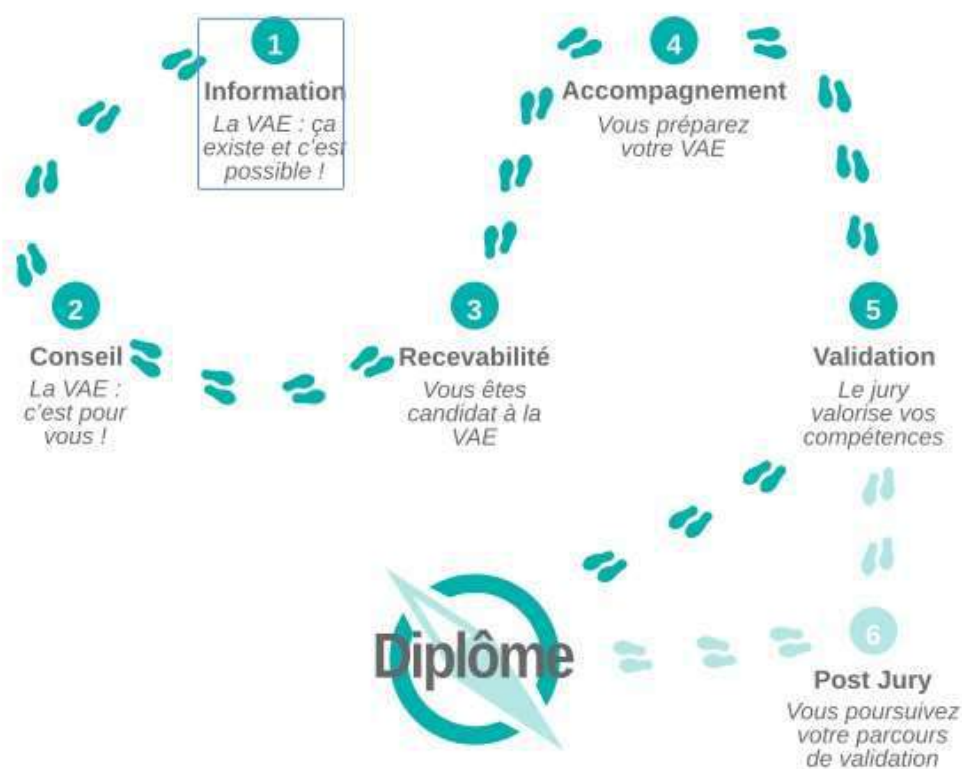 1
Information
La VAE : ça
existe et c'est
possible !
2
Conseil
La VAE :
c'est pour
vous !
3
Recevabilité
Vous êtes
candidat à la
VAE
4
Accompagnement
Vous préparez
votre VAE
5
Validation
Le jury
valorise vos
compétences
6
Post Jury
Vous poursuivez
votre parcours
de validation
Diplôme